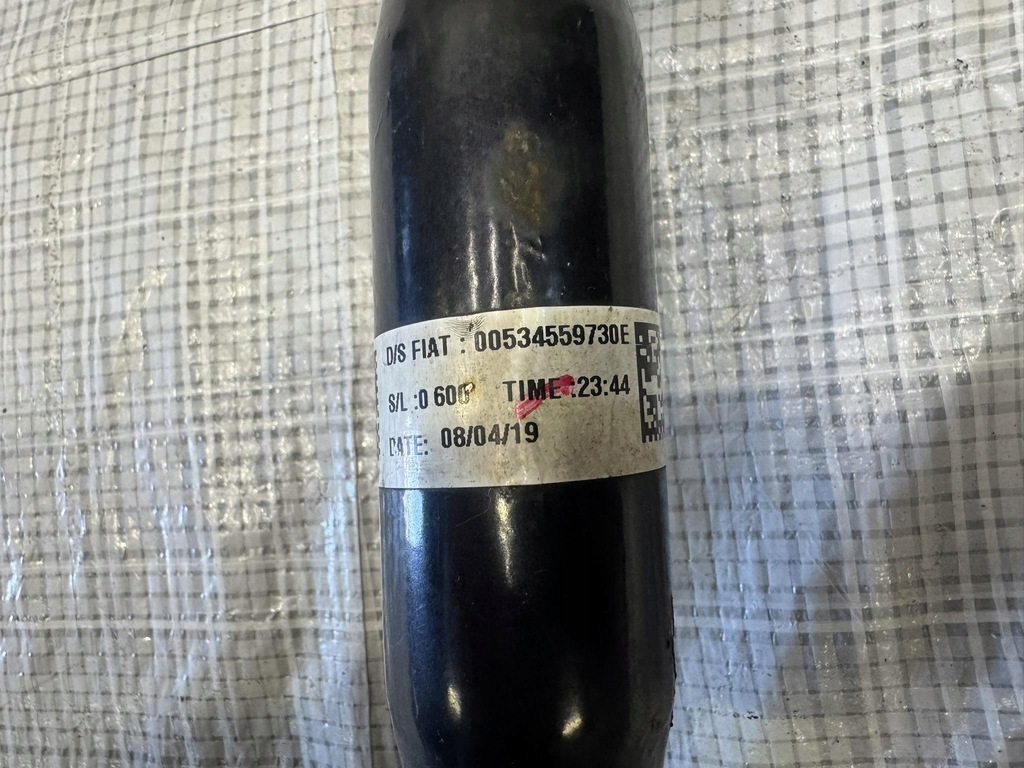 D/S FIAT : 00534559730E
S/L :0 600 TIME :23:44
DATE: 08/04/19